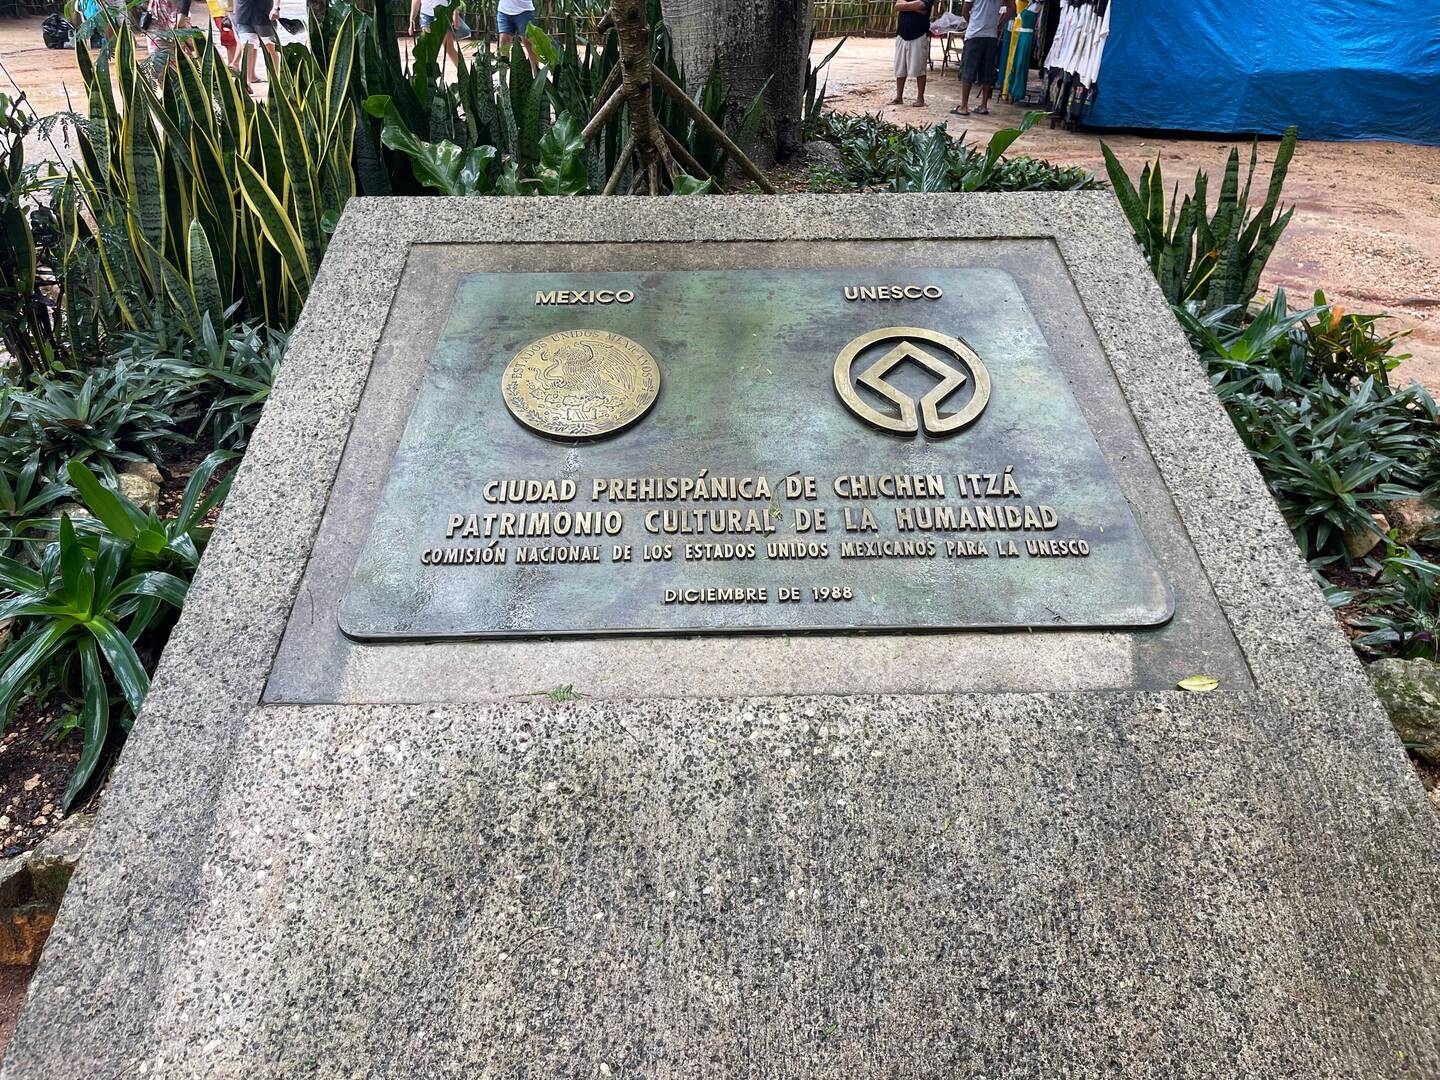 MEXICO
UNESCO
ESTADOS UNIDOS MEXICANOS
CIUDAD PREHISPÁNICA DE CHICHEN ITZÁ
PATRIMONIO CULTURAL DE LA HUMANIDAD
COMISIÓN NACIONAL DE LOS ESTADOS UNIDOS MEXICANOS PARA LA UNESCO
DICIEMBRE DE 1988